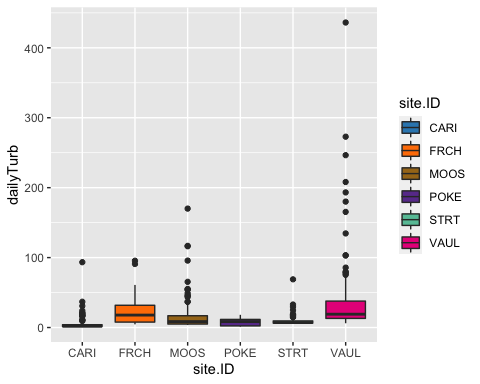 dailyTurb
400
300
200
100
0
CARI FRCH MOOS POKE STRT VAUL
site.ID
site.ID
CARI
FRCH
MOOS
POKE
STRT
VAUL